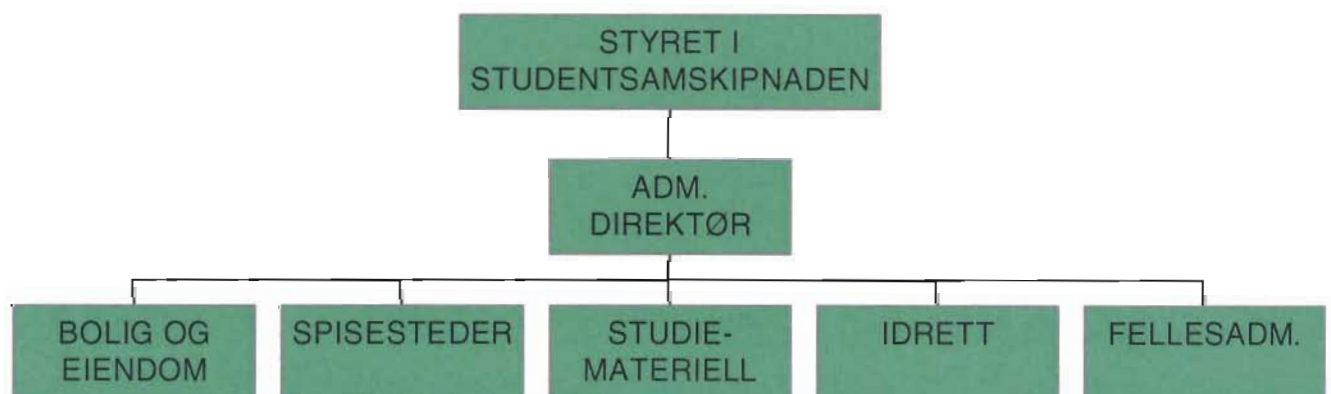 STYRET I
STUDENTSAMSKIPNADEN
ADM.
DIREKTØR
BOLIG OG
EIENDOM
SPISESTEDER
STUDIE-
MATERIELL
IDRETT
FELLESADM.